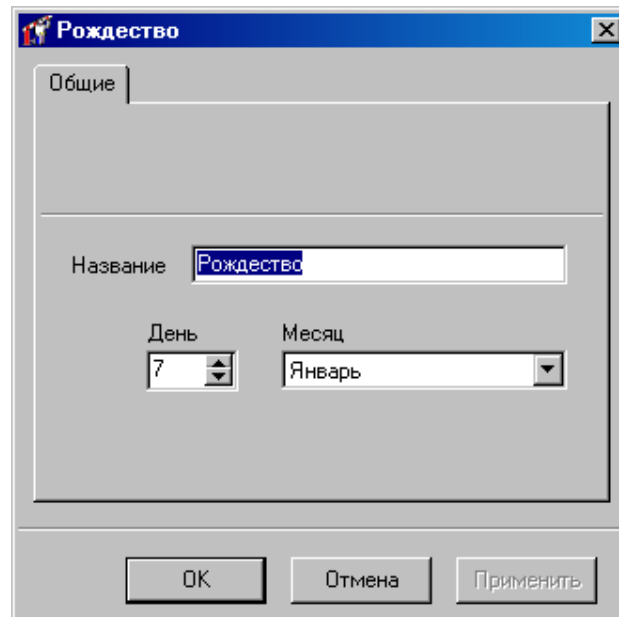 Рождество
Общие
Название Рождество
День Месяц
7 Январь
OK Отмена Применить